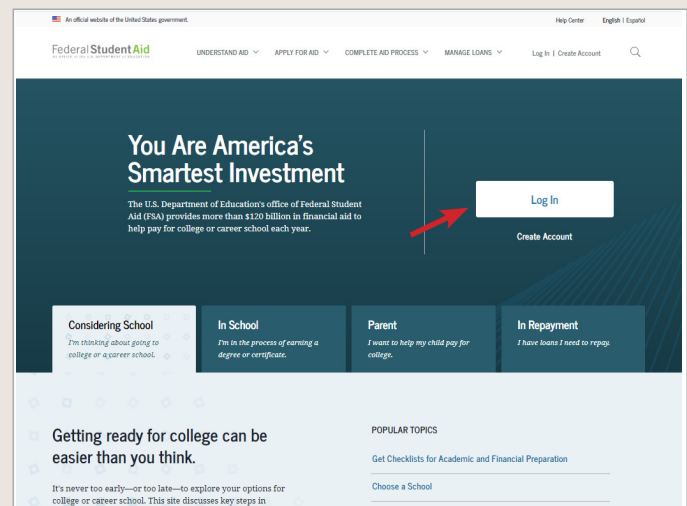 An official website of the United States government.
Help Center English | Español
Federal Student Aid
AN OFFICE OF THE U.S. DEPARTMENT OF EDUCATION
UNDERSTAND AID APPLY FOR AID COMPLETE AID PROCESS MANAGE LOANS Log In | Create Account
You Are America's
Smartest Investment
The U.S. Department of Education's office of Federal Student
Aid (FSA) provides more than $120 billion in financial aid to
help pay for college or career school each year.
Log In
Create Account
Considering School
I'm thinking about going to
college or a career school.
In School
I'm in the process of earning a
degree or certificate.
Parent
I want to help my child pay for
college.
In Repayment
I have loans I need to repay.
Getting ready for college can be
easier than you think.
It's never too early—or too late—to explore your options for
college or career school. This site discusses key steps in
POPULAR TOPICS
Get Checklists for Academic and Financial Preparation
Choose a School